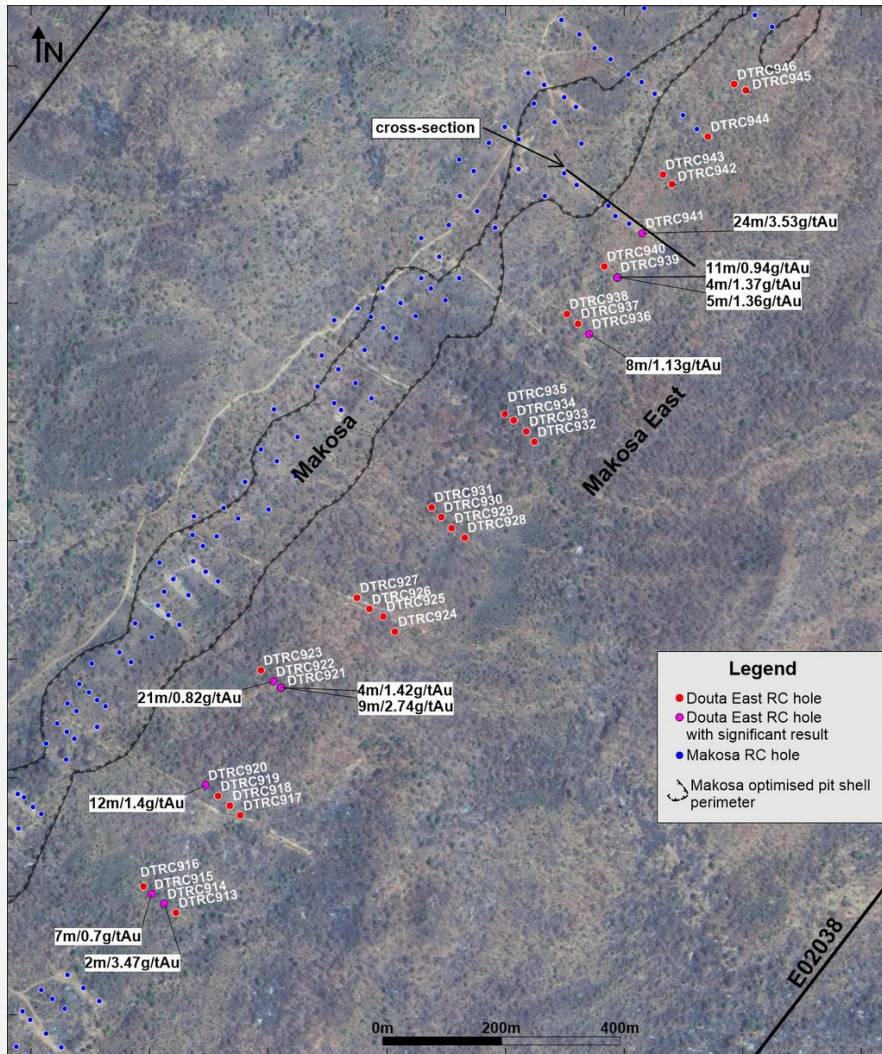 N
DTRC946
DTRC945
cross-section
DTRC944
DTRC943
DTRC942
DTRC941
24m/3.53g/tAu
DTRC940
DTRC939
11m/0.94g/tAu
4m/1.37g/tAu
5m/1.36g/tAu
DTRC938
DTRC937
DTRC936
8m/1.13g/tAu
DTRC935
DTRC934
DTRC933
DTRC932
Makosa
Makosa East
DTRC931
DTRC930
DTRC929
DTRC928
DTRC927
DTRC926
DTRC925
DTRC924
DTRC923
DTRC922
DTRC921
21m/0.82g/tAu
4m/1.42g/tAu
9m/2.74g/tAu
Legend
Douta East RC hole
Douta East RC hole
with significant result
Makosa RC hole
Makosa optimised pit shell
perimeter
DTRC920
DTRC919
DTRC918
DTRC917
12m/1.4g/tAu
DTRC916
DTRC915
DTRC914
DTRC913
7m/0.7g/tAu
2m/3.47g/tAu
E02038
0m 200m 400m